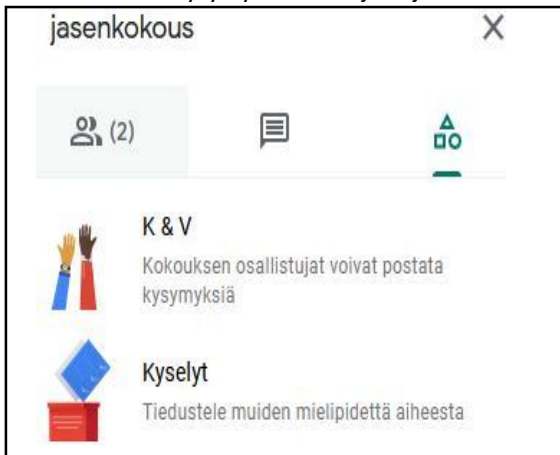 jasenkokous
(2)
K & V
Kokouksen osallistujat voivat postata
kysymyksiä
Kyselyt
Tiedustele muiden mielipidettä aiheesta